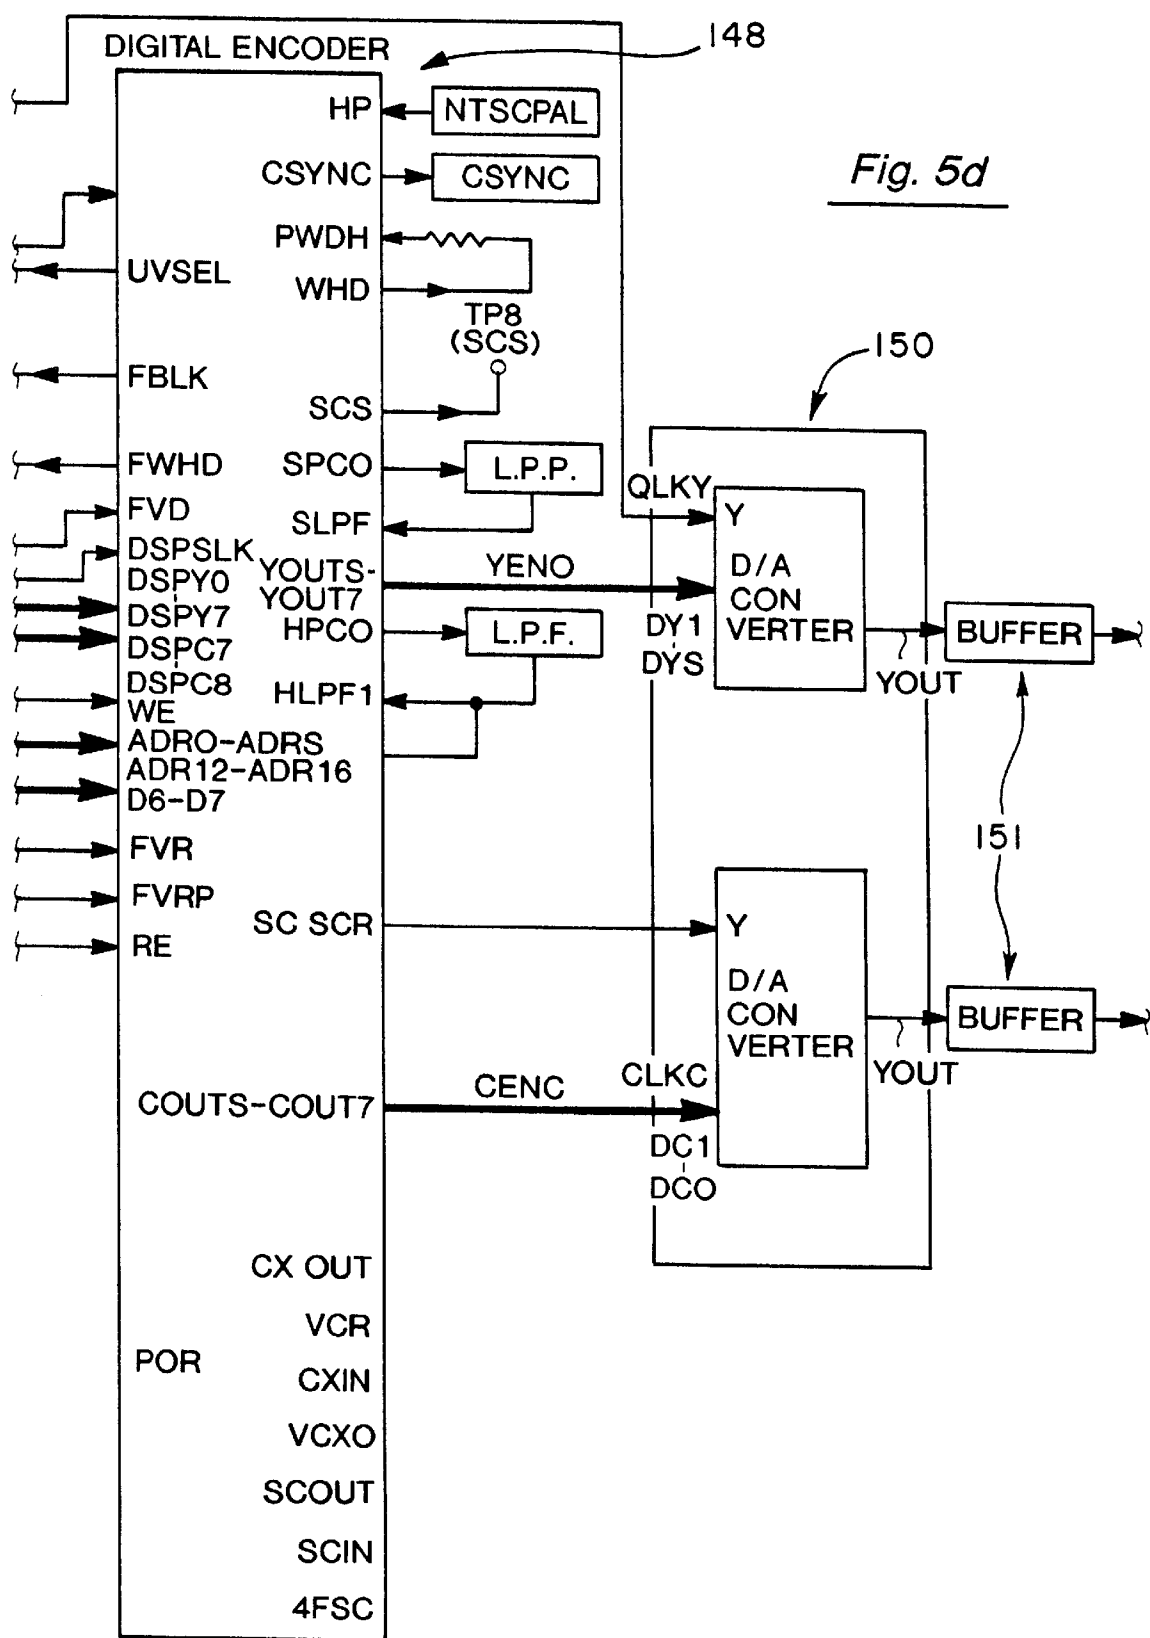 DIGITAL ENCODER
148
HP
NTSCPAL
CSYNC
CSYNC
Fig. 5d
PWDH
UVSEL
WHD
TP8
(SCS)
150
FBLK
SCS
FWHD
SPCO
L.P.P.
QLKY
Y
FVD
SLPF
DSPSLK
YOUTS-
YOUT7
YENO
D/A
CON
VERTER
DSPY0
DSPY7
HPCO
L.P.F.
DY1
DYS
BUFFER
DSPC7
YOUT
DSPC8
HLPF1
WE
ADRO-ADRS
ADR12-ADR16
D6-D7
FVR
151
FVRP
SC SCR
Y
RE
D/A
CON
VERTER
BUFFER
YOUT
COUTS-COUT7
CENC
CLKC
DC1
DCO
CX OUT
VCR
POR
CXIN
VCXO
SCOUT
SCIN
4FSC